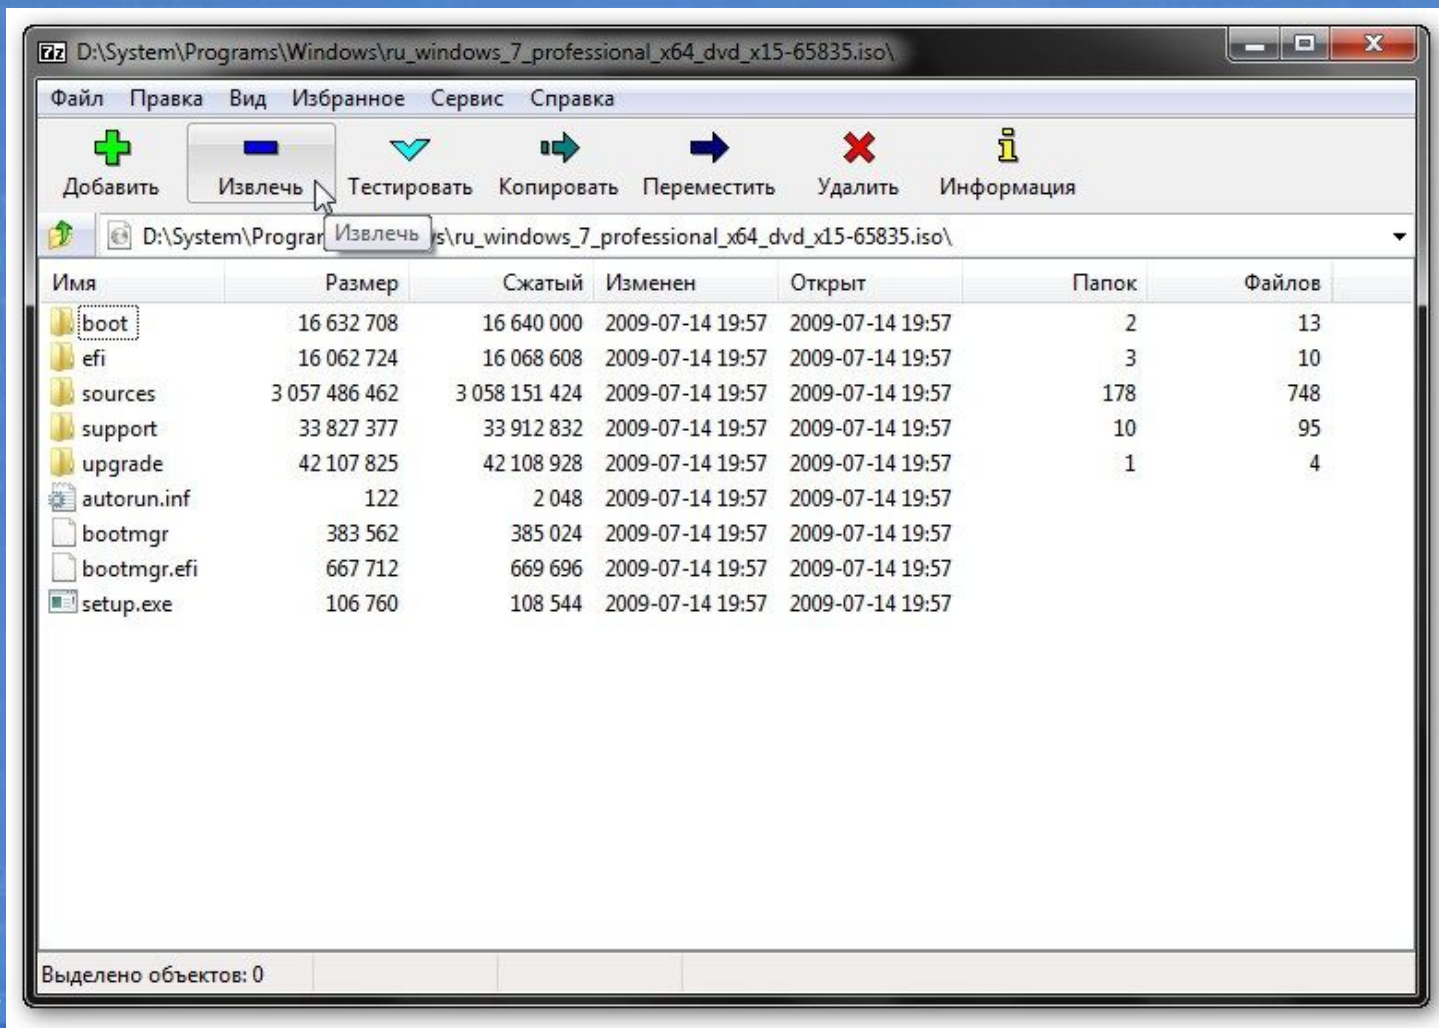 7z D:\System\Programs\Windows\ru_windows_7_professional_x64_dvd_x15-65835.iso\
Файл Правка Вид Избранное Сервис Справка
Добавить Извлечь Тестировать Копировать Переместить Удалить Информация
D:\System\Program Извлечь s\ru_windows_7_professional_x64_dvd_x15-65835.iso\
Имя Размер Сжатый Изменен Открыт Папок Файлов
boot 16 632 708 16 640 000 2009-07-14 19:57 2009-07-14 19:57 2 13
efi 16 062 724 16 068 608 2009-07-14 19:57 2009-07-14 19:57 3 10
sources 3 057 486 462 3 058 151 424 2009-07-14 19:57 2009-07-14 19:57 178 748
support 33 827 377 33 912 832 2009-07-14 19:57 2009-07-14 19:57 10 95
upgrade 42 107 825 42 108 928 2009-07-14 19:57 2009-07-14 19:57 1 4
autorun.inf 122 2 048 2009-07-14 19:57 2009-07-14 19:57
bootmgr 383 562 385 024 2009-07-14 19:57 2009-07-14 19:57
bootmgr.efi 667 712 669 696 2009-07-14 19:57 2009-07-14 19:57
setup.exe 106 760 108 544 2009-07-14 19:57 2009-07-14 19:57
Выделено объектов: 0